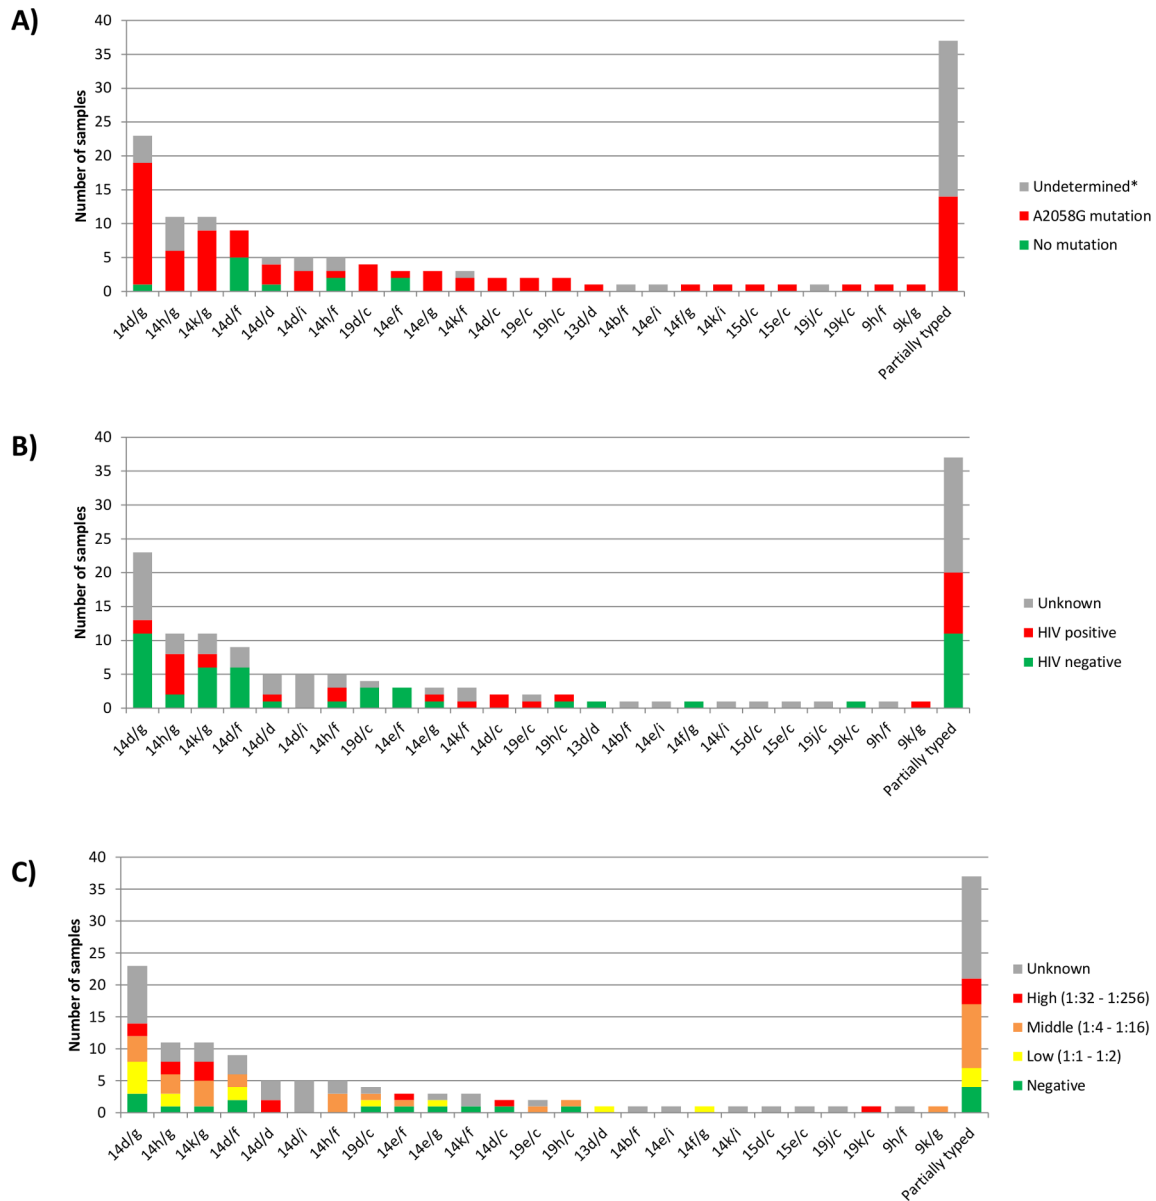 A)
Number of samples
40
35
30
25
20
15
10
5
0
14d/g
14h/g
14k/g
14d/f
14d/d
14d/i
14h/f
19d/c
14e/f
14e/g
14k/f
14d/c
19e/c
19h/c
13d/d
14b/f
14e/i
14f/g
14k/i
15d/c
15e/c
19j/c
19k/c
9h/f
9k/g
Partially typed
Undetermined*
A2058G mutation
No mutation
B)
Number of samples
40
35
30
25
20
15
10
5
0
14d/g
14h/g
14k/g
14d/f
14d/d
14d/i
14h/f
19d/c
14e/f
14e/g
14k/f
14d/c
19e/c
19h/c
13d/d
14b/f
14e/i
14f/g
14k/i
15d/c
15e/c
19j/c
19k/c
9h/f
9k/g
Partially typed
Unknown
HIV positive
HIV negative
C)
Number of samples
40
35
30
25
20
15
10
5
0
14d/g
14h/g
14k/g
14d/f
14d/d
14d/i
14h/f
19d/c
14e/f
14e/g
14k/f
14d/c
19e/c
19h/c
13d/d
14b/f
14e/i
14f/g
14k/i
15d/c
15e/c
19j/c
19k/c
9h/f
9k/g
Partially typed
Unknown
High (1:32 - 1:256)
Middle (1:4 - 1:16)
Low (1:1 - 1:2)
Negative